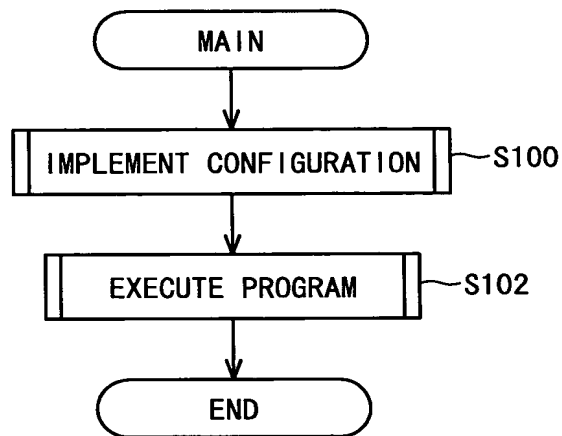 MAIN
IMPLEMENT CONFIGURATION S100
EXECUTE PROGRAM S102
END